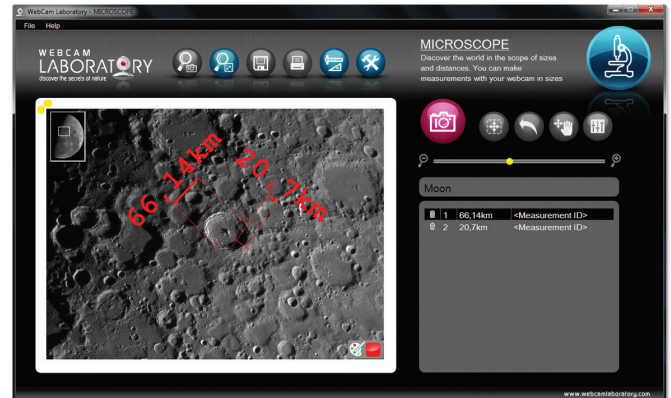 WebCam Laboratory - MICROSCOPE
File Help
WEBCAM
LABORATORY
discover the secrets of nature
MICROSCOPE
Discover the world in the scope of sizes
and distances. You can make
measurements with your webcam in sizes
66,14km
20,7km
Moon
1 66,14km <Measurement ID>
2 20,7km <Measurement ID>
www.webcamlaboratory.com